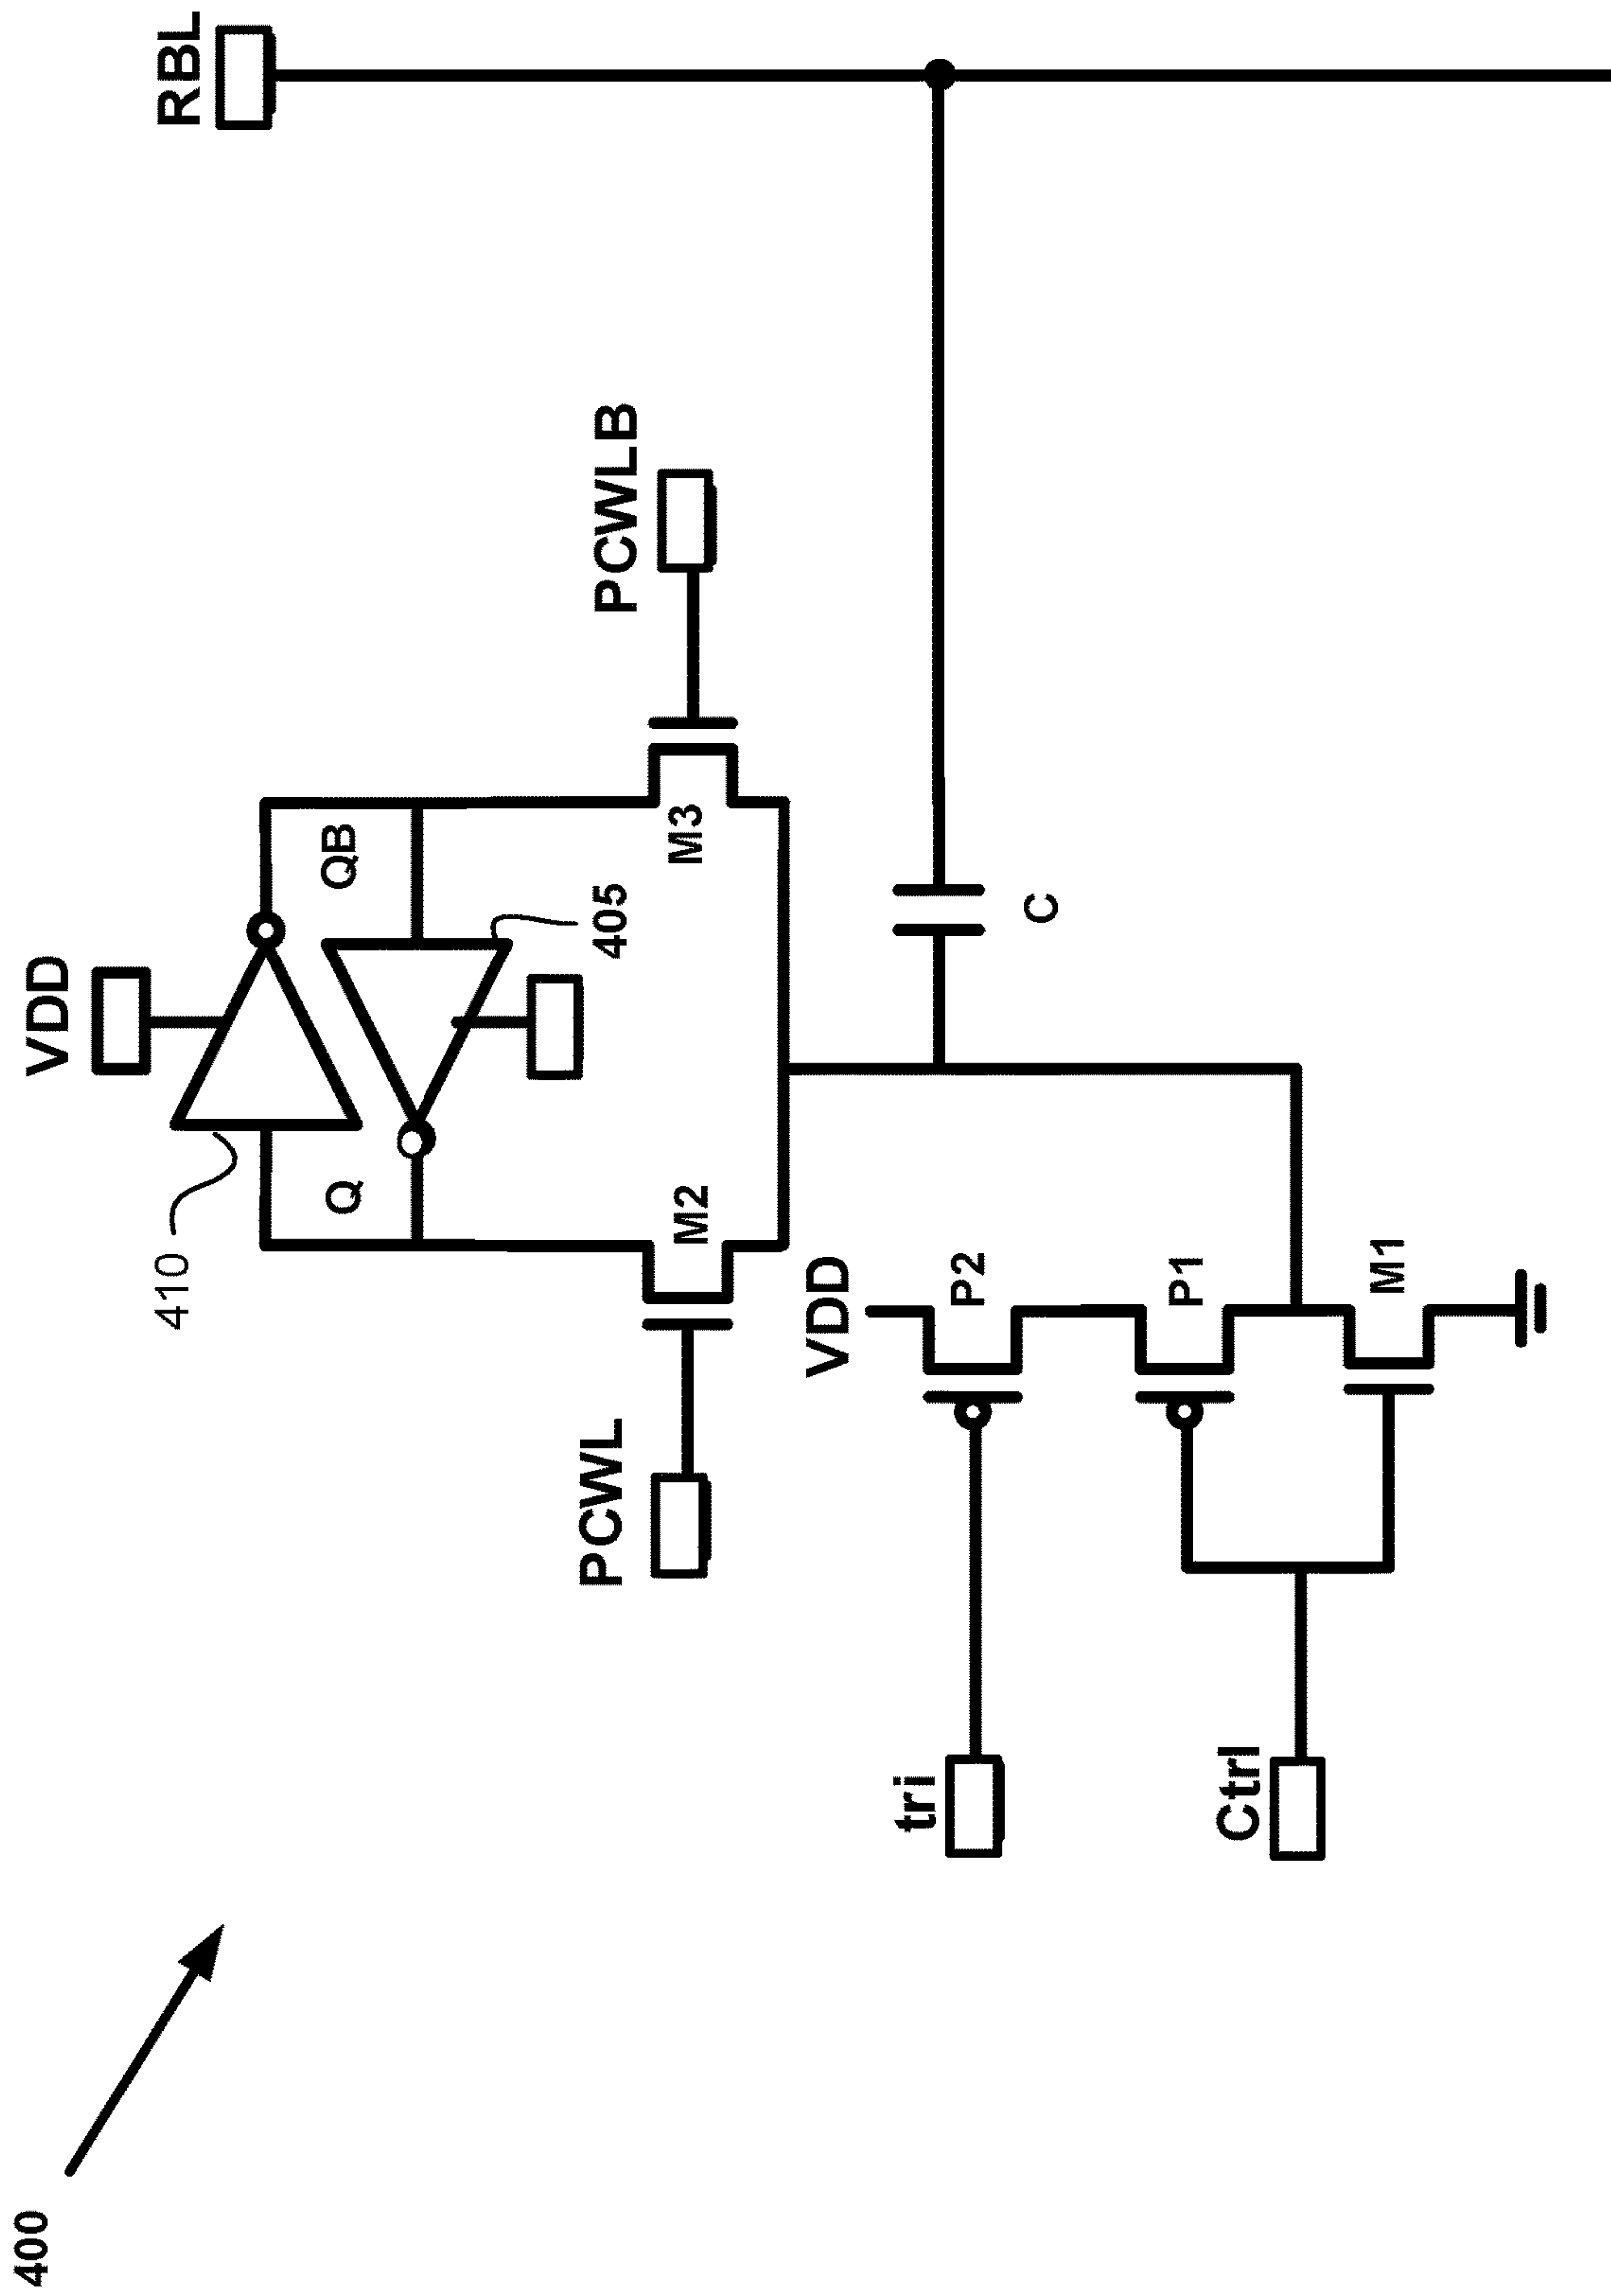 RBL
PCWLB
VDD
QB
M3
405
C
Q
410
M2
PCWL
VDD
P2
P1
M1
tri
Ctrl
400